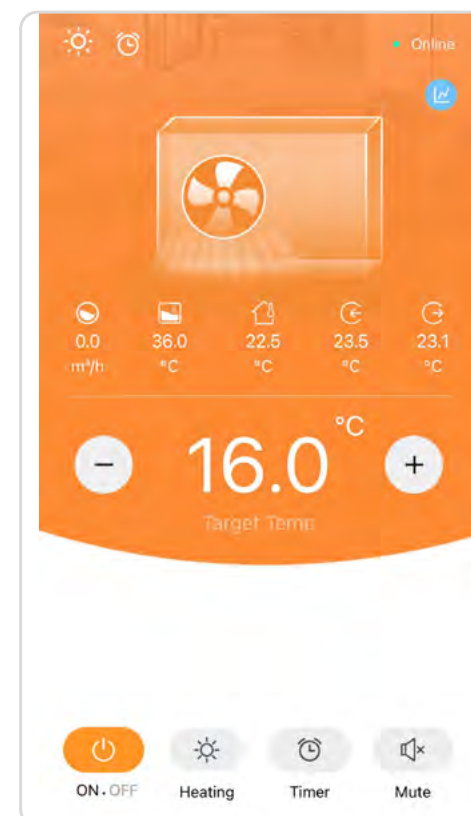 Online
0.0 36.0 22.5 23.5 23.1
m³/h °C °C °C °C
16.0 °C
Target Temp
ON • OFF Heating Timer Mute